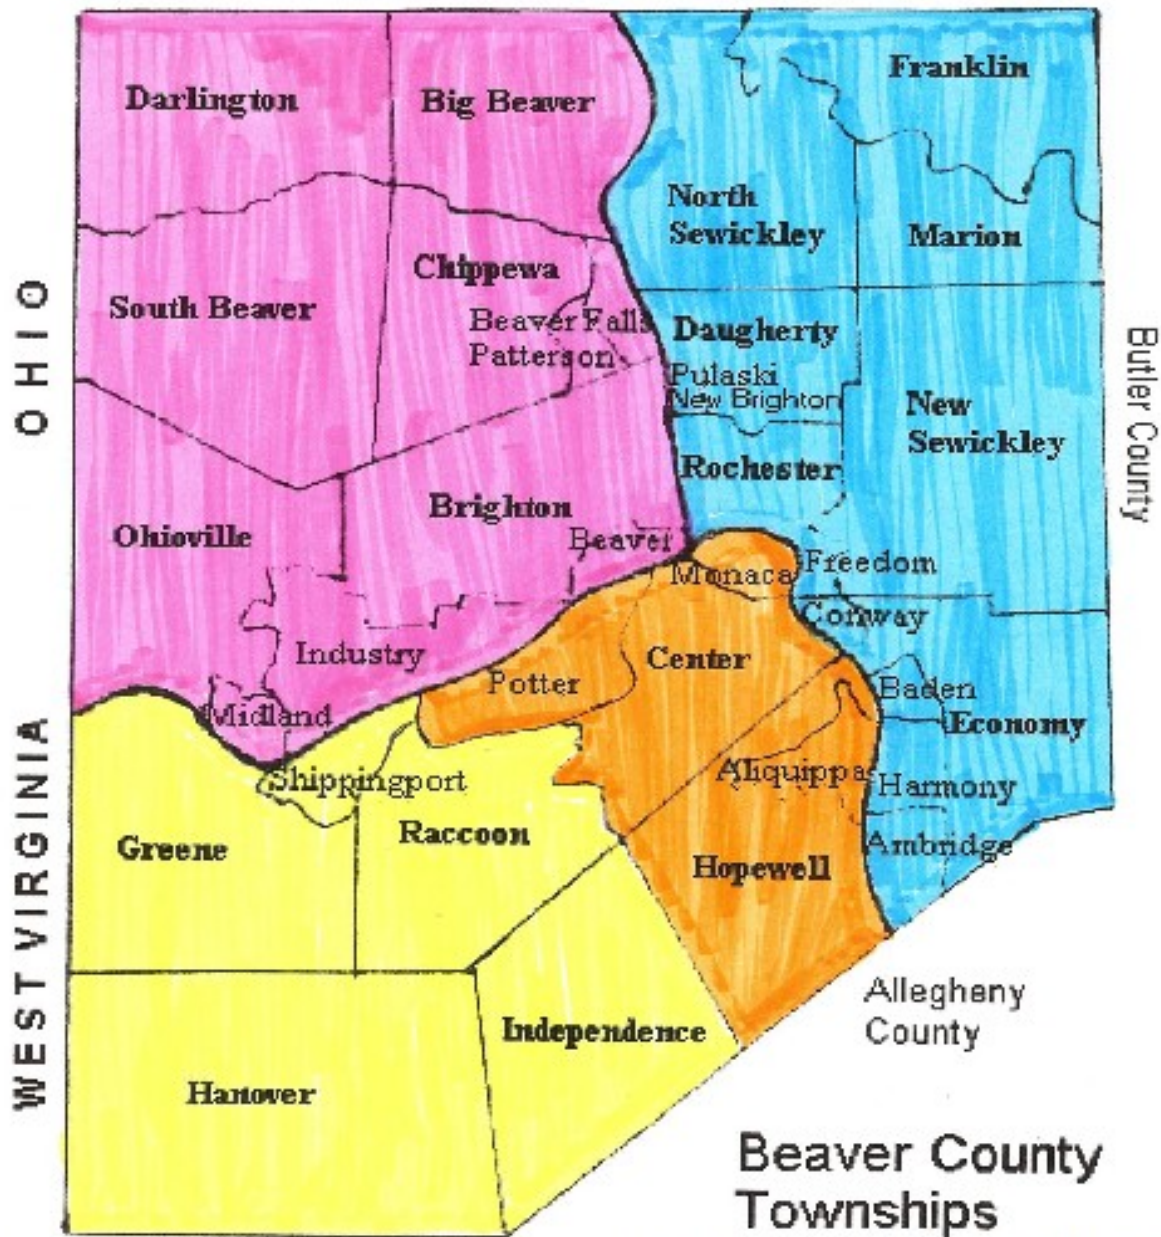 Franklin
Darlington
Big Beaver
North
Sewickley
Marion
Chippewa
South Beaver
Beaver Falls
Patterson
Daugherty
Pulaski
New Brighton
New
Sewickley
Rochester
Brighton
Ohioville
Beaver
Monaca
Freedom
Conway
Industry
Center
Potter
Baden
Midland
Economy
Shippingport
Aliquippa
Harmony
Raccoon
Greene
Ambridge
Hopewell
Independence
Hanover
OHIO
WEST VIRGINIA
Butler County
Allegheny
County
Beaver County
Townships